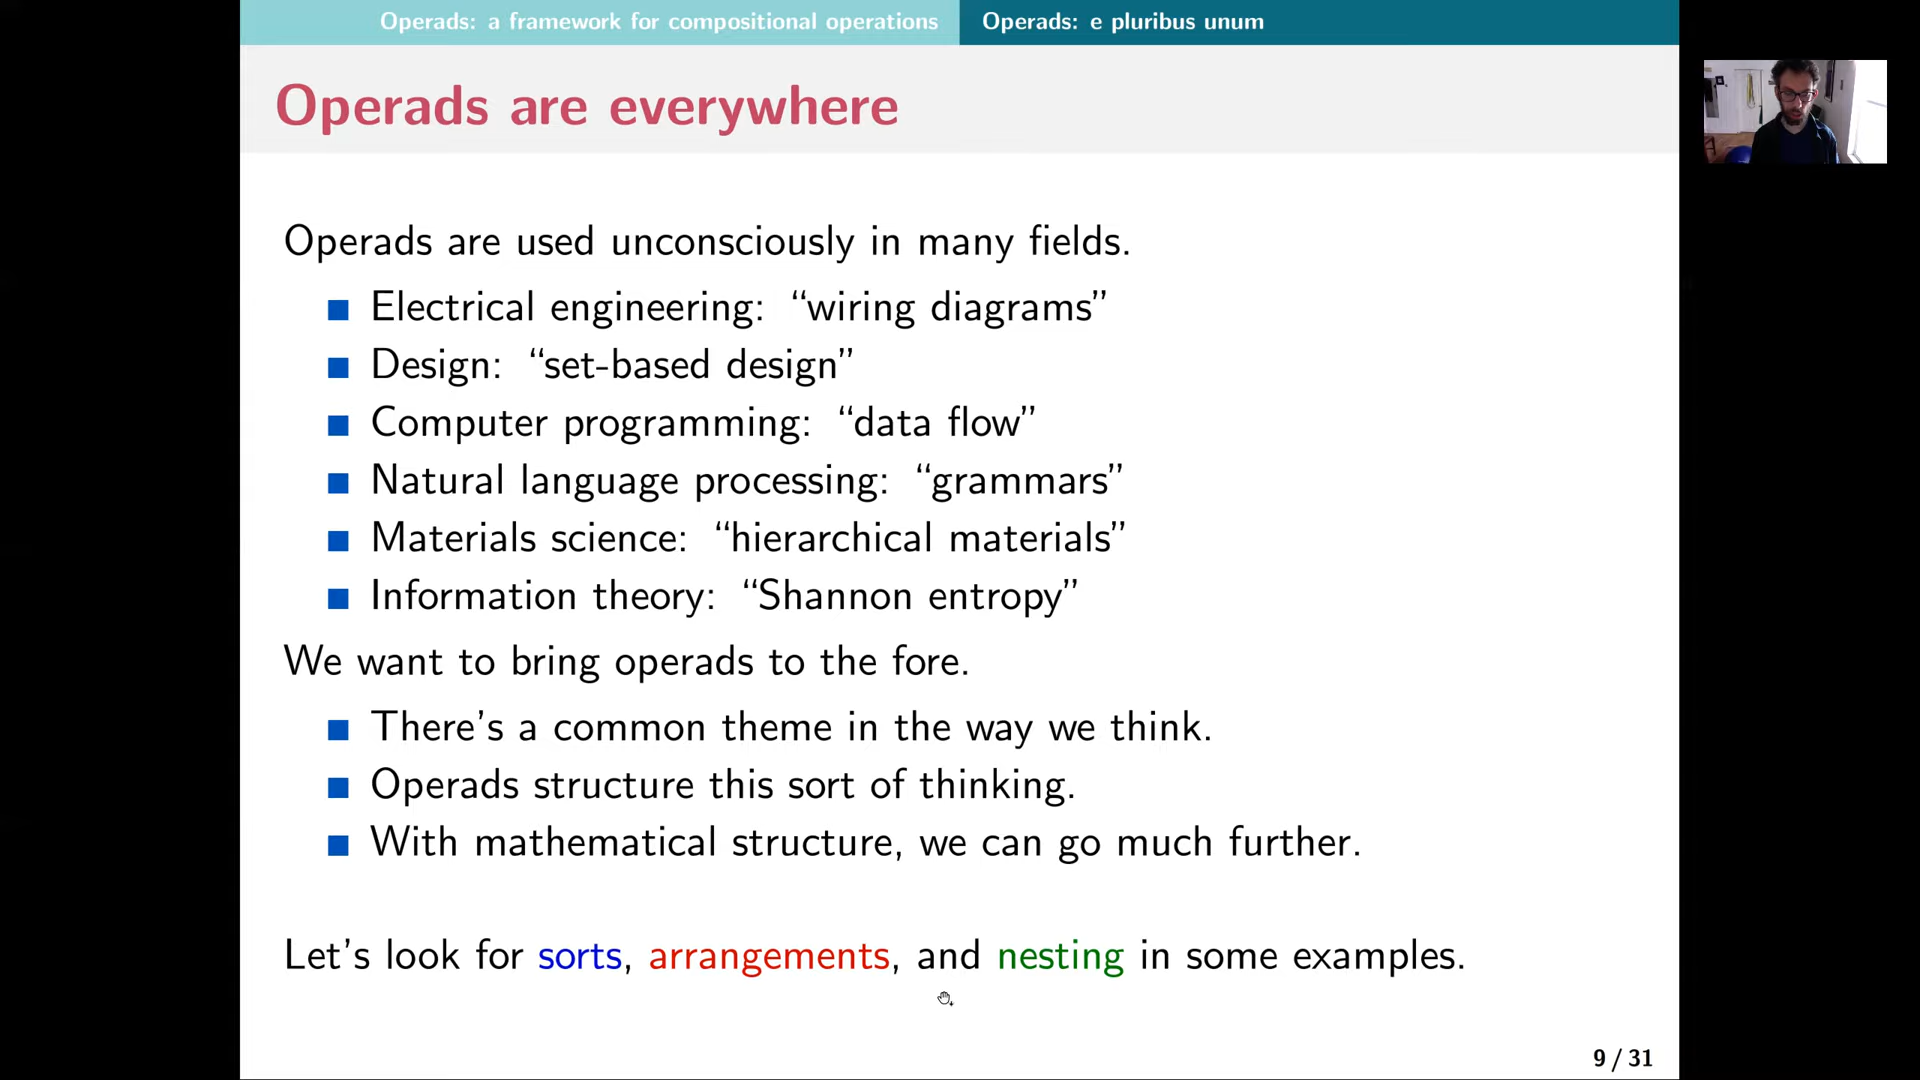 Operads: a framework for compositional operations
Operads: e pluribus unum
Operads are everywhere
Operads are used unconsciously in many fields.
Electrical engineering: “wiring diagrams”
Design: “set-based design”
Computer programming: “data flow”
Natural language processing: “grammars”
Materials science: “hierarchical materials”
Information theory: “Shannon entropy”
We want to bring operads to the fore.
There’s a common theme in the way we think.
Operads structure this sort of thinking.
With mathematical structure, we can go much further.
Let’s look for sorts, arrangements, and nesting in some examples.
9 / 31